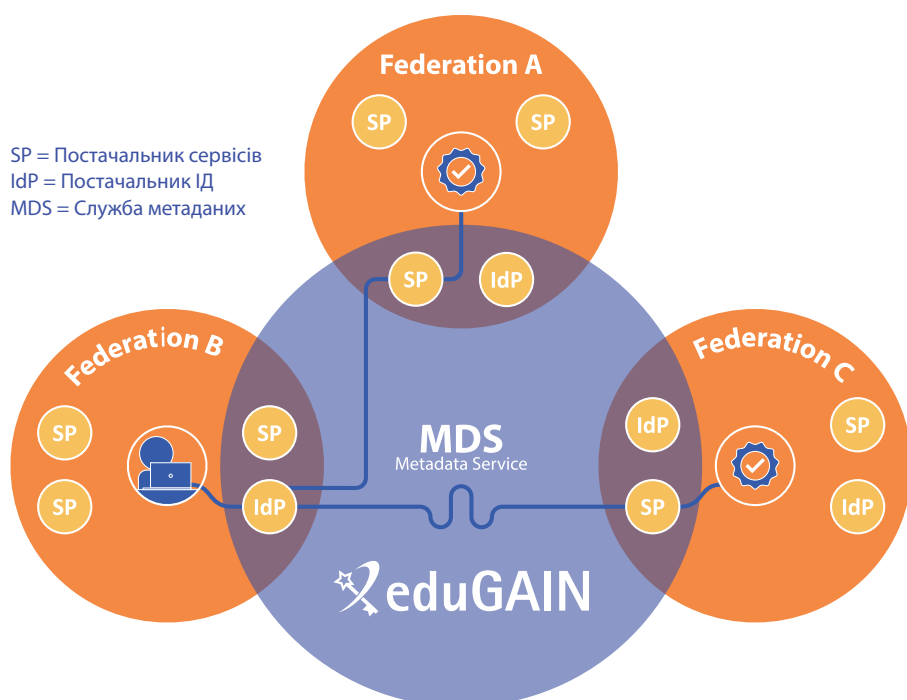 Federation A
SP
SP
SP = Постачальник сервісів
IdP = Постачальник ІД
MDS = Служба метаданих
SP
IdP
Federation B
Federation C
SP
SP
IdP
SP
MDS
Metadata Service
SP
IdP
SP
IdP
eduGAIN